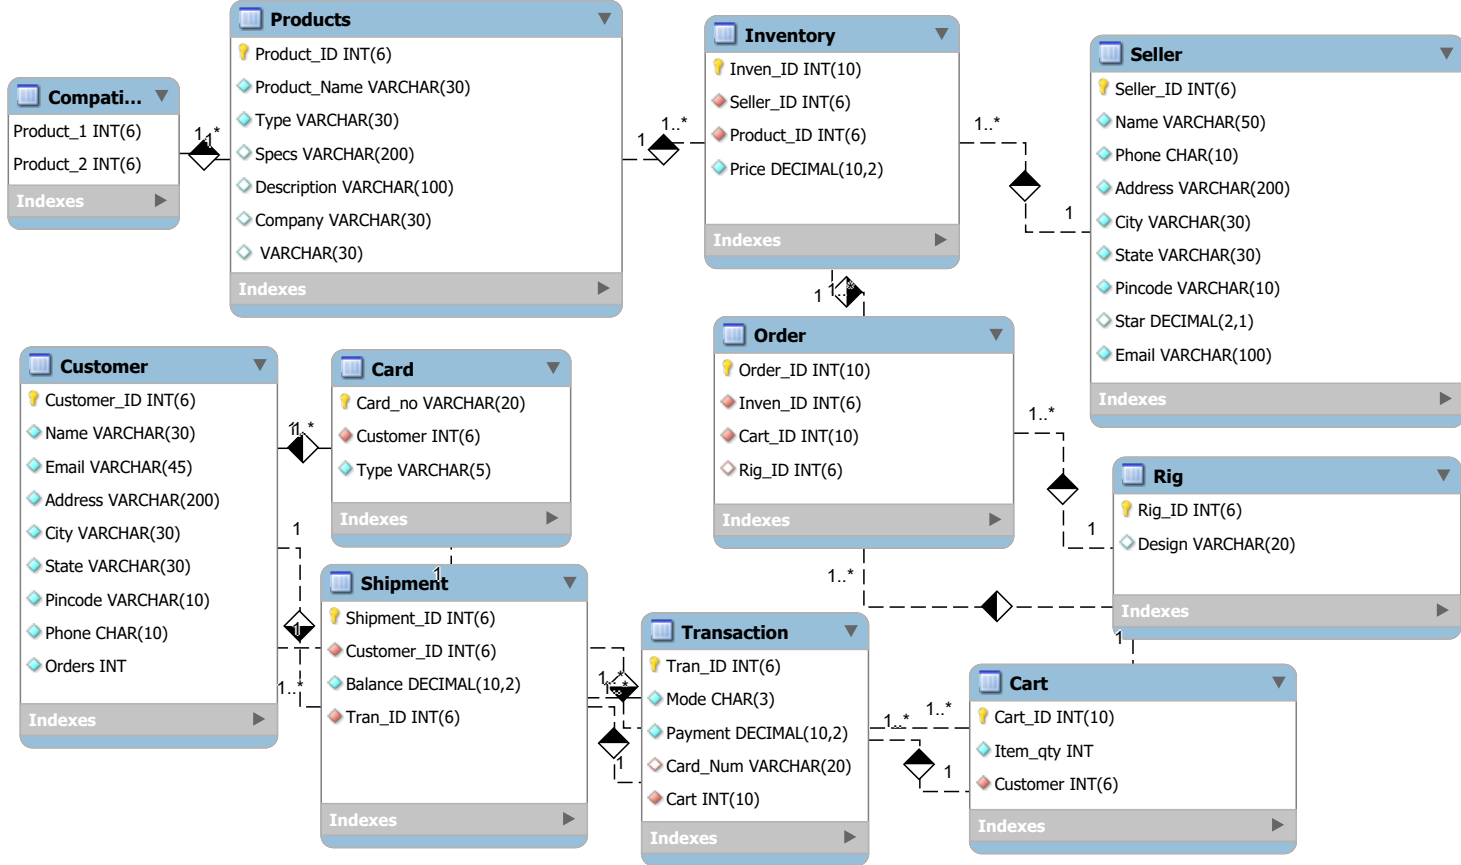 Compati...
Product_1 INT(6)
Product_2 INT(6)
Indexes
Products
Product_ID INT(6)
Product_Name VARCHAR(30)
Type VARCHAR(30)
Specs VARCHAR(200)
Description VARCHAR(100)
Company VARCHAR(30)
VARCHAR(30)
Indexes
Inventory
Inven_ID INT(10)
Seller_ID INT(6)
Product_ID INT(6)
Price DECIMAL(10,2)
Indexes
Seller
Seller_ID INT(6)
Name VARCHAR(50)
Phone CHAR(10)
Address VARCHAR(200)
City VARCHAR(30)
State VARCHAR(30)
Pincode VARCHAR(10)
Star DECIMAL(2,1)
Email VARCHAR(100)
Indexes
1
1..*
1..*
1
1
Customer
Customer_ID INT(6)
Name VARCHAR(30)
Email VARCHAR(45)
Address VARCHAR(200)
City VARCHAR(30)
State VARCHAR(30)
Pincode VARCHAR(10)
Phone CHAR(10)
Orders INT
Indexes
Card
Card_no VARCHAR(20)
Customer INT(6)
Type VARCHAR(5)
Indexes
1
1
1
1..*
Order
Order_ID INT(10)
Inven_ID INT(6)
Cart_ID INT(10)
Rig_ID INT(6)
Indexes
1..*
1
1..*
Rig
Rig_ID INT(6)
Design VARCHAR(20)
Indexes
1
Shipment
Shipment_ID INT(6)
Customer_ID INT(6)
Balance DECIMAL(10,2)
Tran_ID INT(6)
Indexes
1
Transaction
Tran_ID INT(6)
Mode CHAR(3)
Payment DECIMAL(10,2)
Card_Num VARCHAR(20)
Cart INT(10)
Indexes
1..*
1..*
1
Cart
Cart_ID INT(10)
Item_qty INT
Customer INT(6)
Indexes